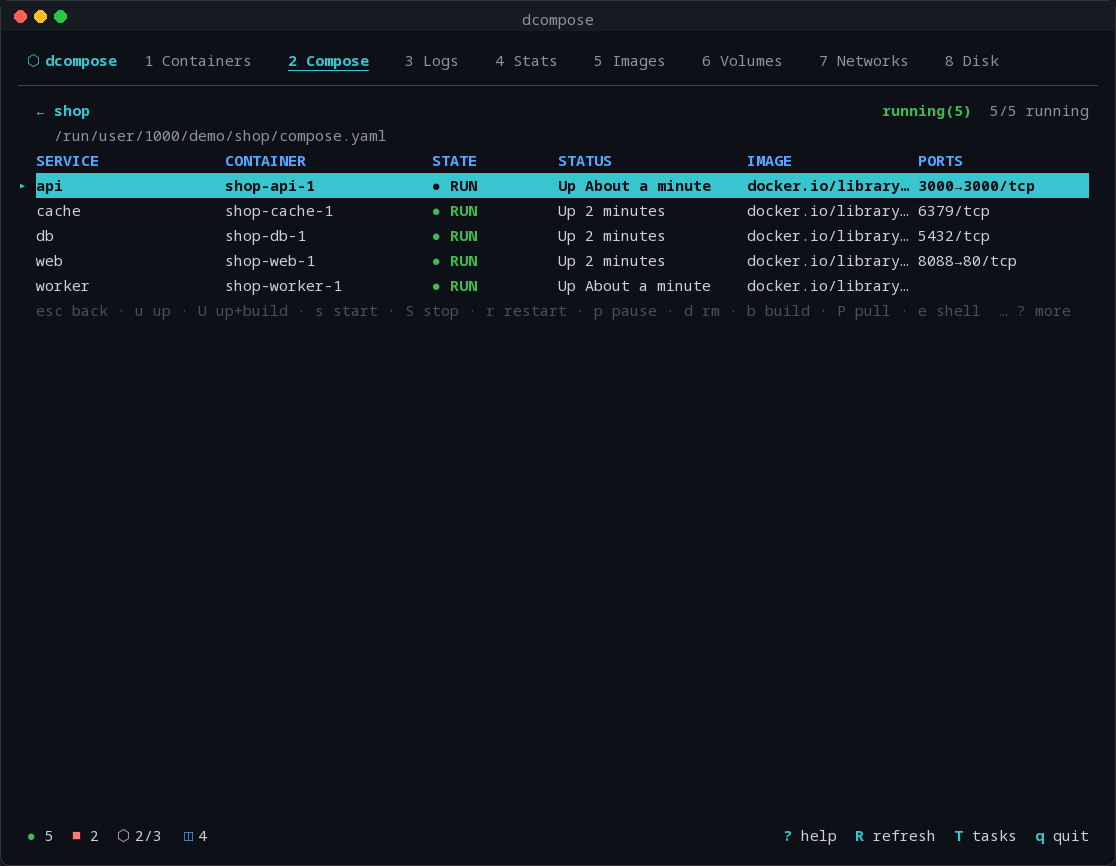 dcompose
⬡ dcompose 1 Containers 2 Compose 3 Logs 4 Stats 5 Images 6 Volumes 7 Networks 8 Disk
← shop running(5) 5/5 running
/run/user/1000/demo/shop/compose.yaml
SERVICE CONTAINER STATE STATUS IMAGE PORTS
▸ api shop-api-1 ● RUN Up About a minute docker.io/library… 3000→3000/tcp
cache shop-cache-1 ● RUN Up 2 minutes docker.io/library… 6379/tcp
db shop-db-1 ● RUN Up 2 minutes docker.io/library… 5432/tcp
web shop-web-1 ● RUN Up 2 minutes docker.io/library… 8088→80/tcp
worker shop-worker-1 ● RUN Up About a minute docker.io/library…
esc back · u up · U up+build · s start · S stop · r restart · p pause · d rm · b build · P pull · e shell … ? more
● 5 ■ 2 ⬡ 2/3 ◫ 4 ? help R refresh T tasks q quit